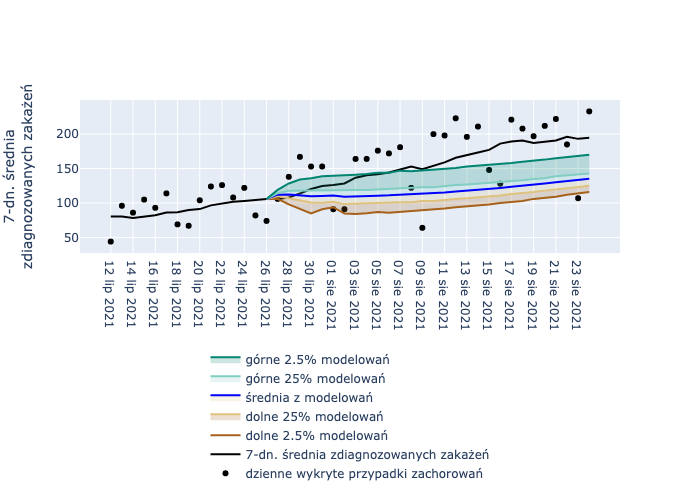 7-dn. średnia
zdiagnozowanych zakażeń
200
150
100
50
12 lip 2021
14 lip 2021
16 lip 2021
18 lip 2021
20 lip 2021
22 lip 2021
24 lip 2021
26 lip 2021
28 lip 2021
30 lip 2021
01 sie 2021
03 sie 2021
05 sie 2021
07 sie 2021
09 sie 2021
11 sie 2021
13 sie 2021
15 sie 2021
17 sie 2021
19 sie 2021
21 sie 2021
23 sie 2021
górne 2.5% modelowań
górne 25% modelowań
średnia z modelowań
dolne 25% modelowań
dolne 2.5% modelowań
7-dn. średnia zdiagnozowanych zakażeń
dzienne wykryte przypadki zachorowań